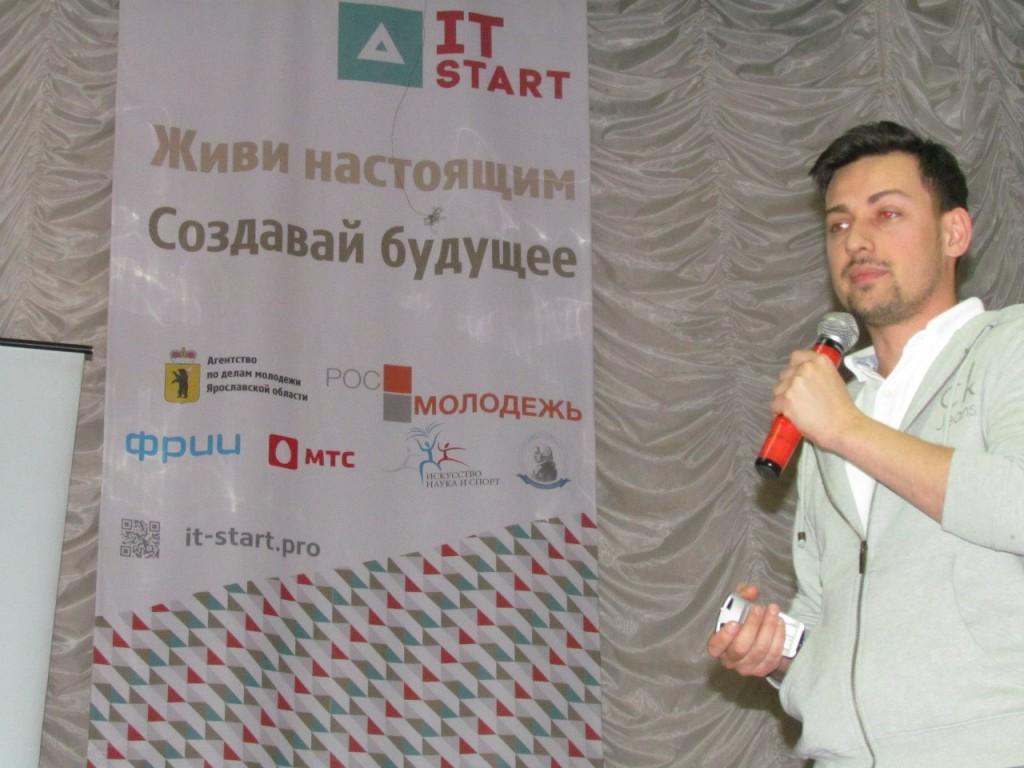 IT
START
Живи настоящим
Создавай будущее
Агентство
по делам молодежи
Ярославской области
РОС
МОЛОДЕЖЬ
фрии
МТС
ИСКУССТВО
НАУКА И СПОРТ
it-start.pro